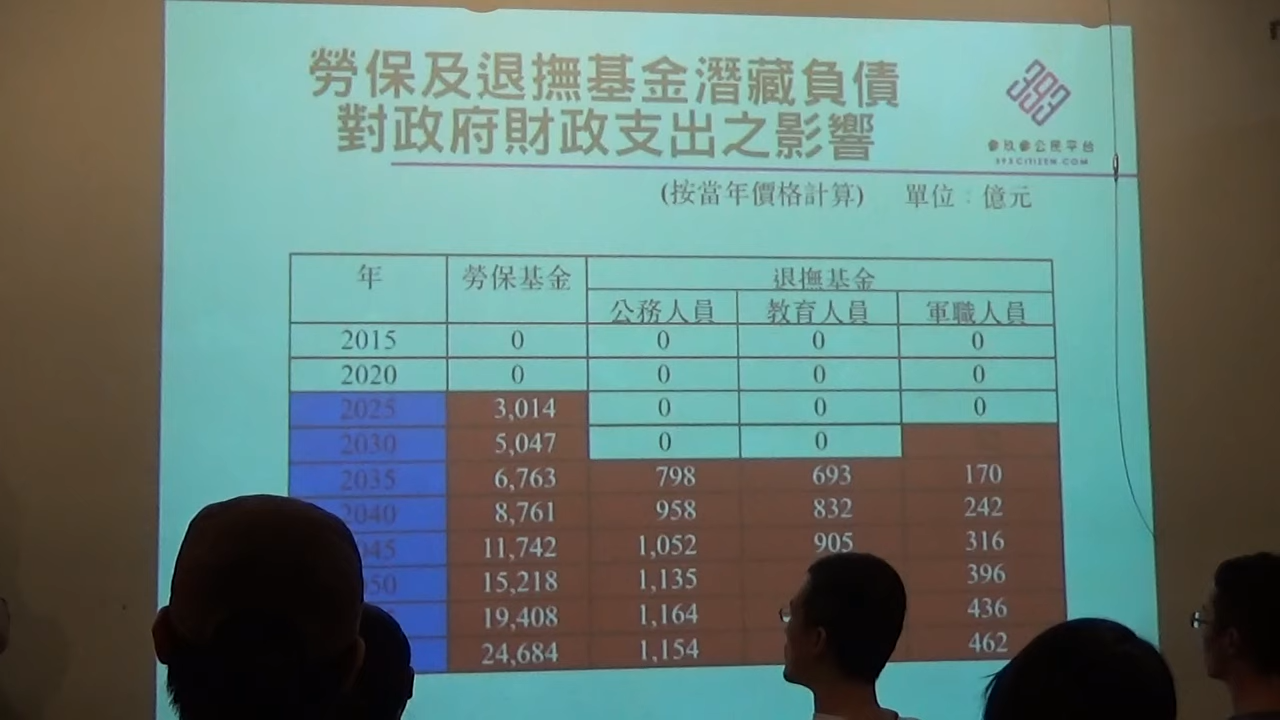 勞保及退撫基金潛藏負債
對政府財政支出之影響
參玖參公民平台
393CITIZEN.COM
(按當年價格計算) 單位：億元
年 勞保基金 退撫基金
公務人員 教育人員 軍職人員
2015 0 0 0 0
2020 0 0 0 0
2025 3,014 0 0 0
2030 5,047 0 0
2035 6,763 798 693 170
2040 8,761 958 832 242
45 11,742 1,052 905 316
50 15,218 1,135 396
19,408 1,164 436
24,684 1,154 462